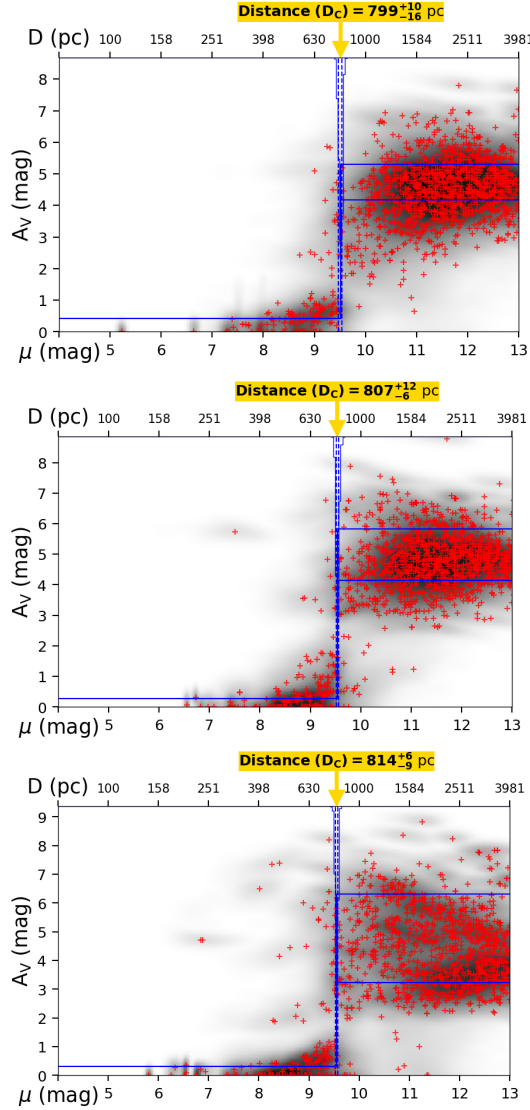 Distance (D_C) = 799^{+10}_{-16} pc
D (pc) 100 158 251 398 630 1000 1584 2511 3981
8
7
6
5
4
3
2
1
0
A_V (mag)
μ (mag) 5 6 7 8 9 10 11 12 13
Distance (D_C) = 807^{+12}_{-6} pc
D (pc) 100 158 251 398 630 1000 1584 2511 3981
8
7
6
5
4
3
2
1
0
A_V (mag)
μ (mag) 5 6 7 8 9 10 11 12 13
Distance (D_C) = 814^{+6}_{-9} pc
D (pc) 100 158 251 398 630 1000 1584 2511 3981
9
8
7
6
5
4
3
2
1
0
A_V (mag)
μ (mag) 5 6 7 8 9 10 11 12 13